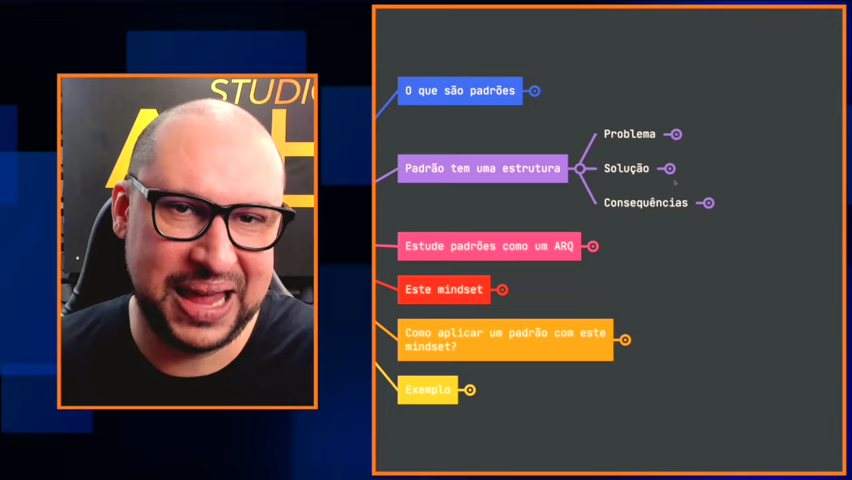 STUDIO
O que são padrões
Padrão tem uma estrutura
Problema
Solução
Consequências
Estude padrões como um ARQ
Este mindset
Como aplicar um padrão com este
mindset?
Exemplo